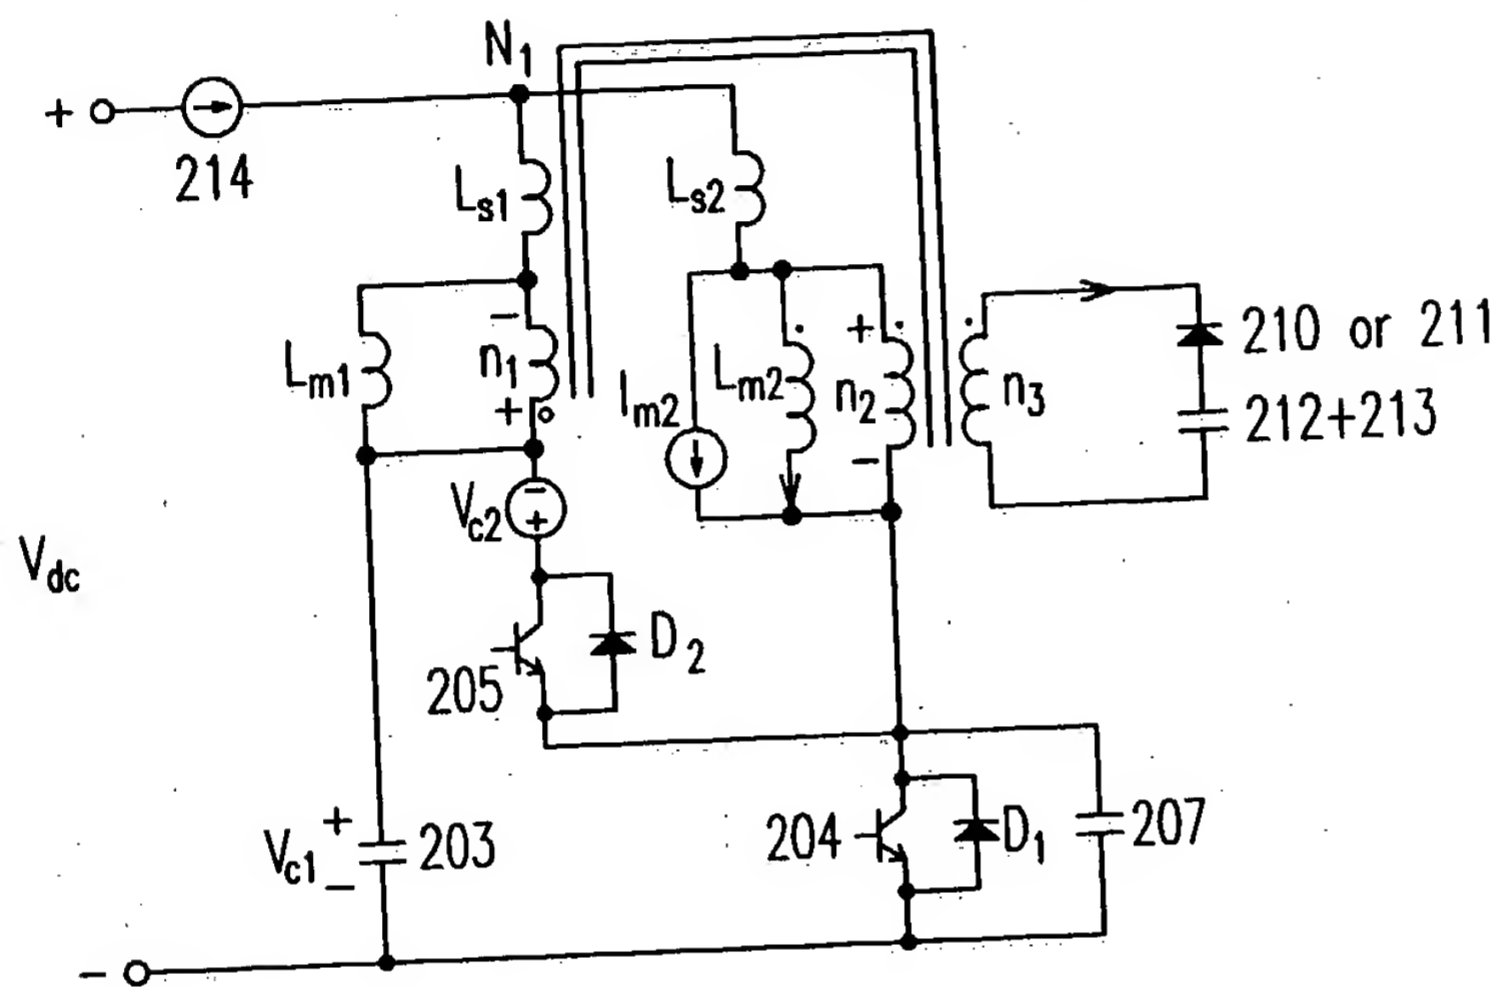 N1
+
214
Ls1
Ls2
-
n1
+
Lm1
Im2
Lm2
+
n2
-
n3
210 or 211
212+213
Vc2
-
+
Vdc
205
D2
+
Vc1
-
203
204
D1
207
-